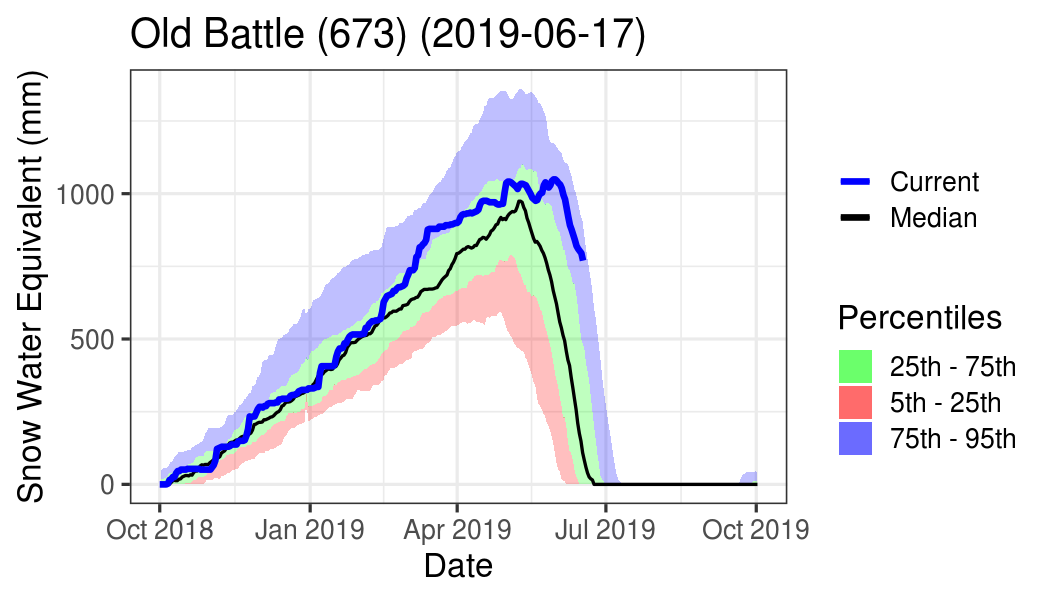 Old Battle (673) (2019-06-17)
Snow Water Equivalent (mm)
1000
500
0
Oct 2018
Jan 2019
Apr 2019
Jul 2019
Oct 2019
Date
Current
Median
Percentiles
25th - 75th
5th - 25th
75th - 95th